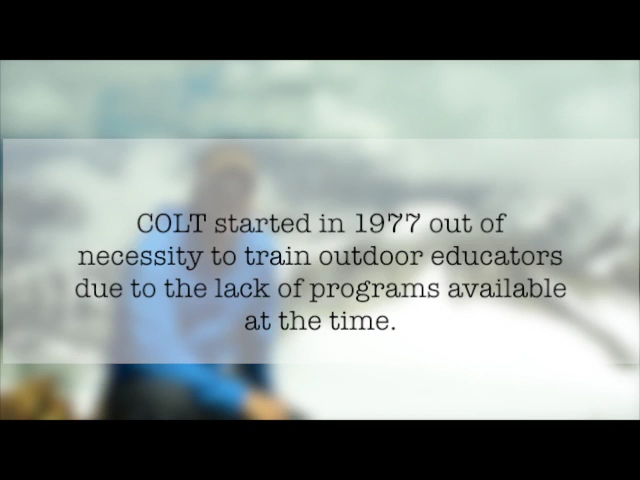 COLT started in 1977 out of
necessity to train outdoor educators
due to the lack of programs available
at the time.